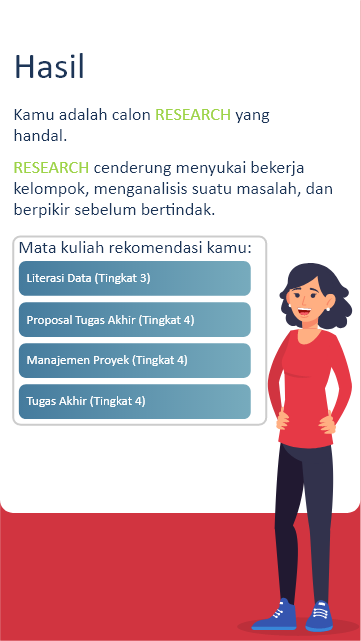 Hasil
Kamu adalah calon RESEARCH yang
handal.
RESEARCH cenderung menyukai bekerja
kelompok, menganalisis suatu masalah, dan
berpikir sebelum bertindak.
Mata kuliah rekomendasi kamu:
Literasi Data (Tingkat 3)
Proposal Tugas Akhir (Tingkat 4)
Manajemen Proyek (Tingkat 4)
Tugas Akhir (Tingkat 4)